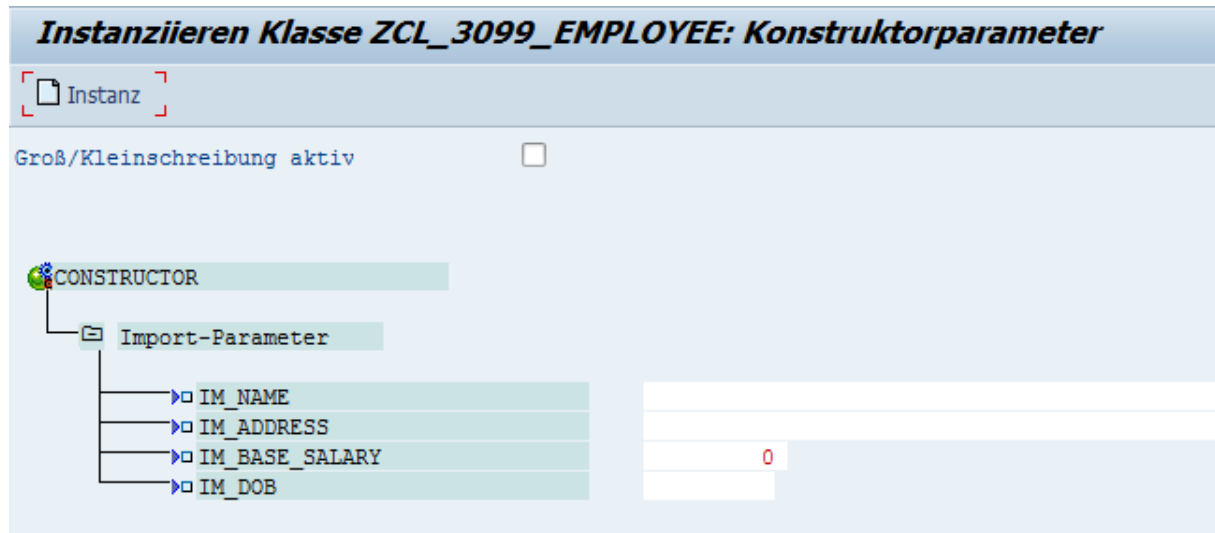 Instanziieren Klasse ZCL_3099_EMPLOYEE: Konstruktorparameter
Instanz
Groß/Kleinschreibung aktiv
CONSTRUCTOR
Import-Parameter
IM_NAME
IM_ADDRESS
IM_BASE_SALARY 0
IM_DOB